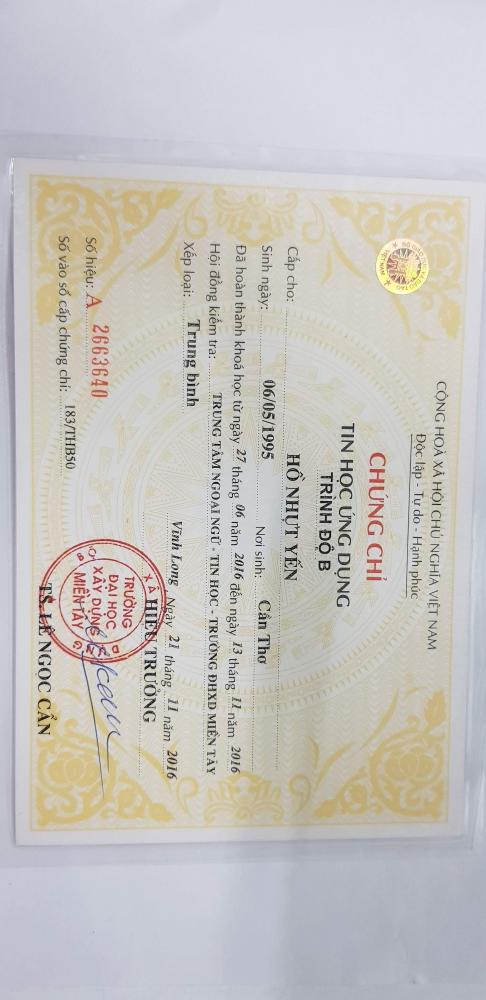 CỘNG HOÀ XÃ HỘI CHỦ NGHĨA VIỆT NAM
Độc lập - Tự do - Hạnh phúc
CHỨNG CHỈ
TIN HỌC ỨNG DỤNG
TRÌNH ĐỘ B
Cấp cho: HỒ NHỰT YẾN
Sinh ngày: 06/05/1995 Nơi sinh: Cần Thơ
Đã hoàn thành khoá học từ ngày 27 tháng 06 năm 2016 đến ngày 13 tháng 11 năm 2016
Hội đồng kiểm tra: TRUNG TÂM NGOẠI NGỮ - TIN HỌC - TRƯỜNG ĐHXD MIỀN TÂY
Xếp loại: Trung bình
Vĩnh Long Ngày 21 tháng 11 năm 2016
HIỆU TRƯỞNG
TRƯỜNG
ĐẠI HỌC
XÂY DỰNG
MIỀN TÂY
Số hiệu: A 2663640
Số vào sổ cấp chứng chỉ: 183/THB50
TS. LÊ NGỌC CẨN